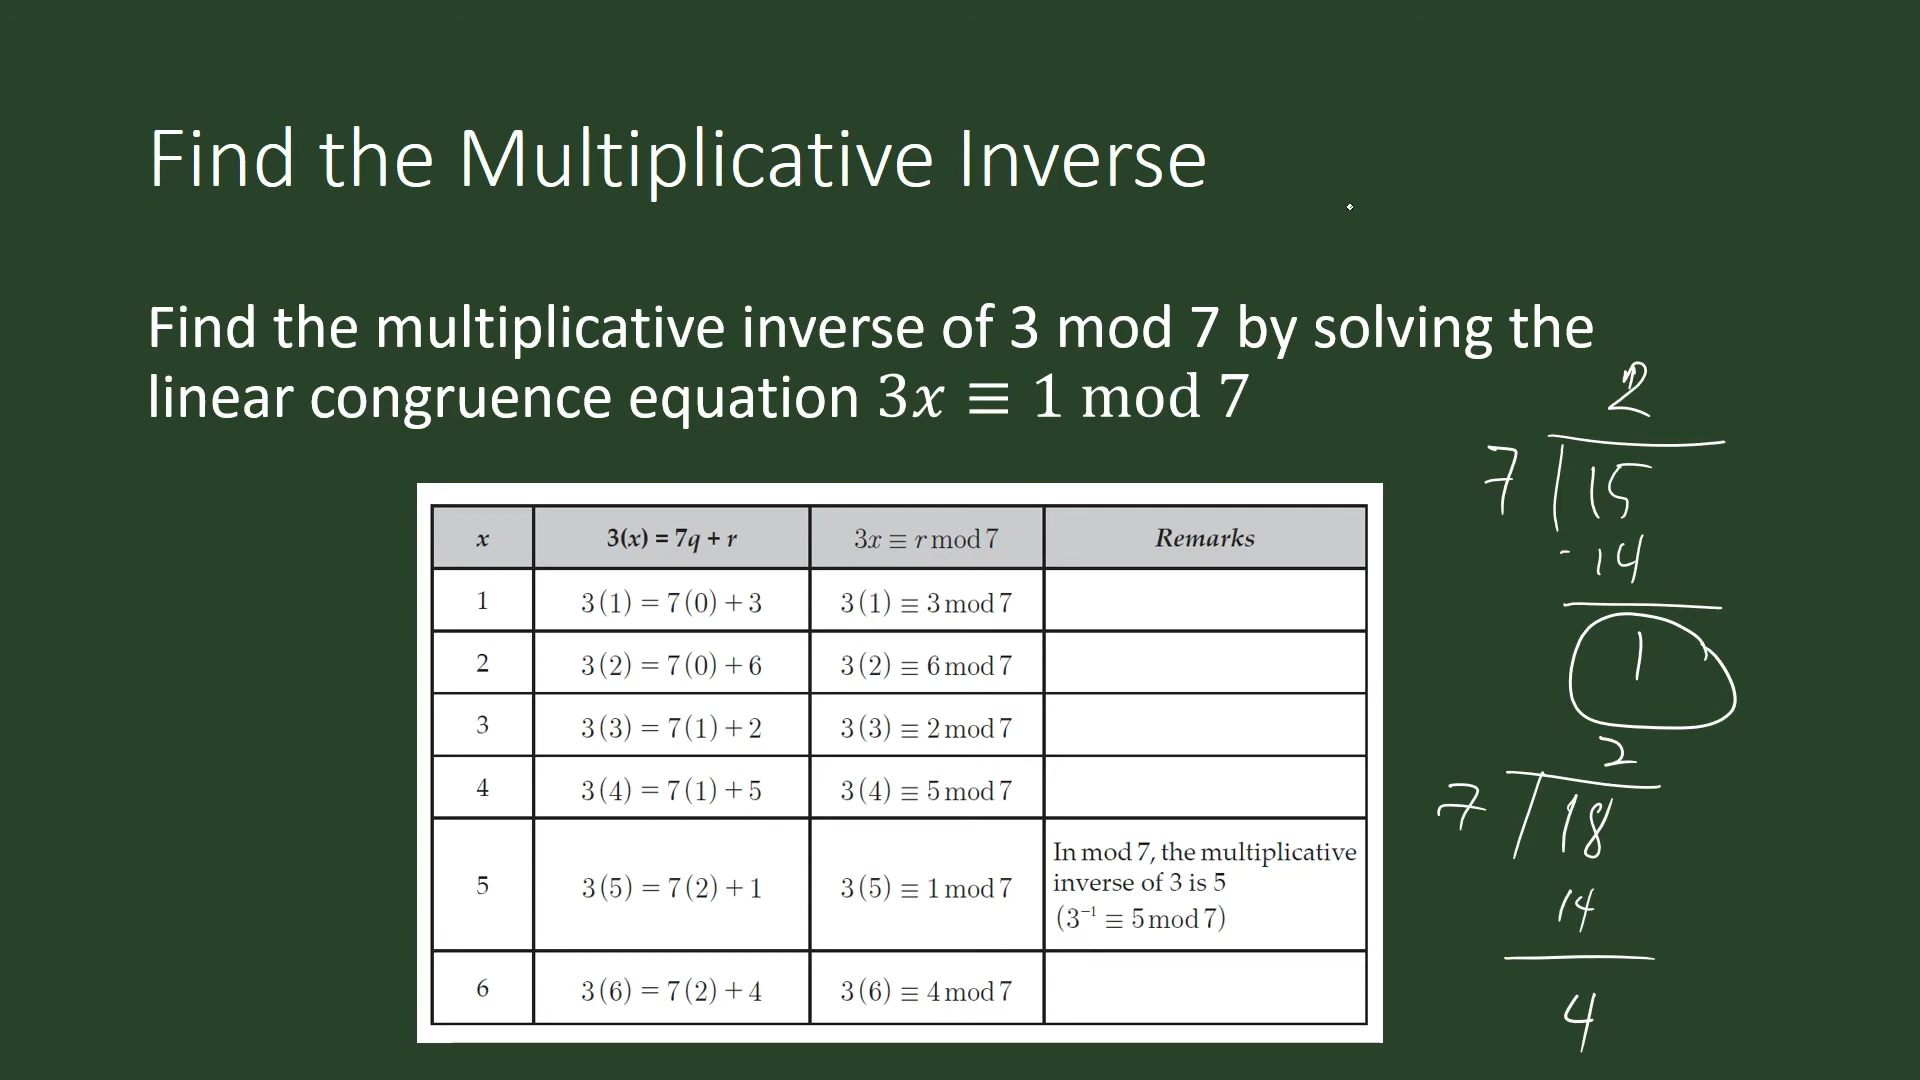 Find the Multiplicative Inverse
Find the multiplicative inverse of 3 mod 7 by solving the
linear congruence equation 3x ≡ 1 mod 7
x 3(x) = 7q + r 3x ≡ r mod 7 Remarks
1 3(1) = 7(0) + 3 3(1) ≡ 3 mod 7
2 3(2) = 7(0) + 6 3(2) ≡ 6 mod 7
3 3(3) = 7(1) + 2 3(3) ≡ 2 mod 7
4 3(4) = 7(1) + 5 3(4) ≡ 5 mod 7
5 3(5) = 7(2) + 1 3(5) ≡ 1 mod 7
In mod 7, the multiplicative
inverse of 3 is 5
(3⁻¹ ≡ 5 mod 7)
6 3(6) = 7(2) + 4 3(6) ≡ 4 mod 7
2
7 15
-14
1
2
7 18
14
4